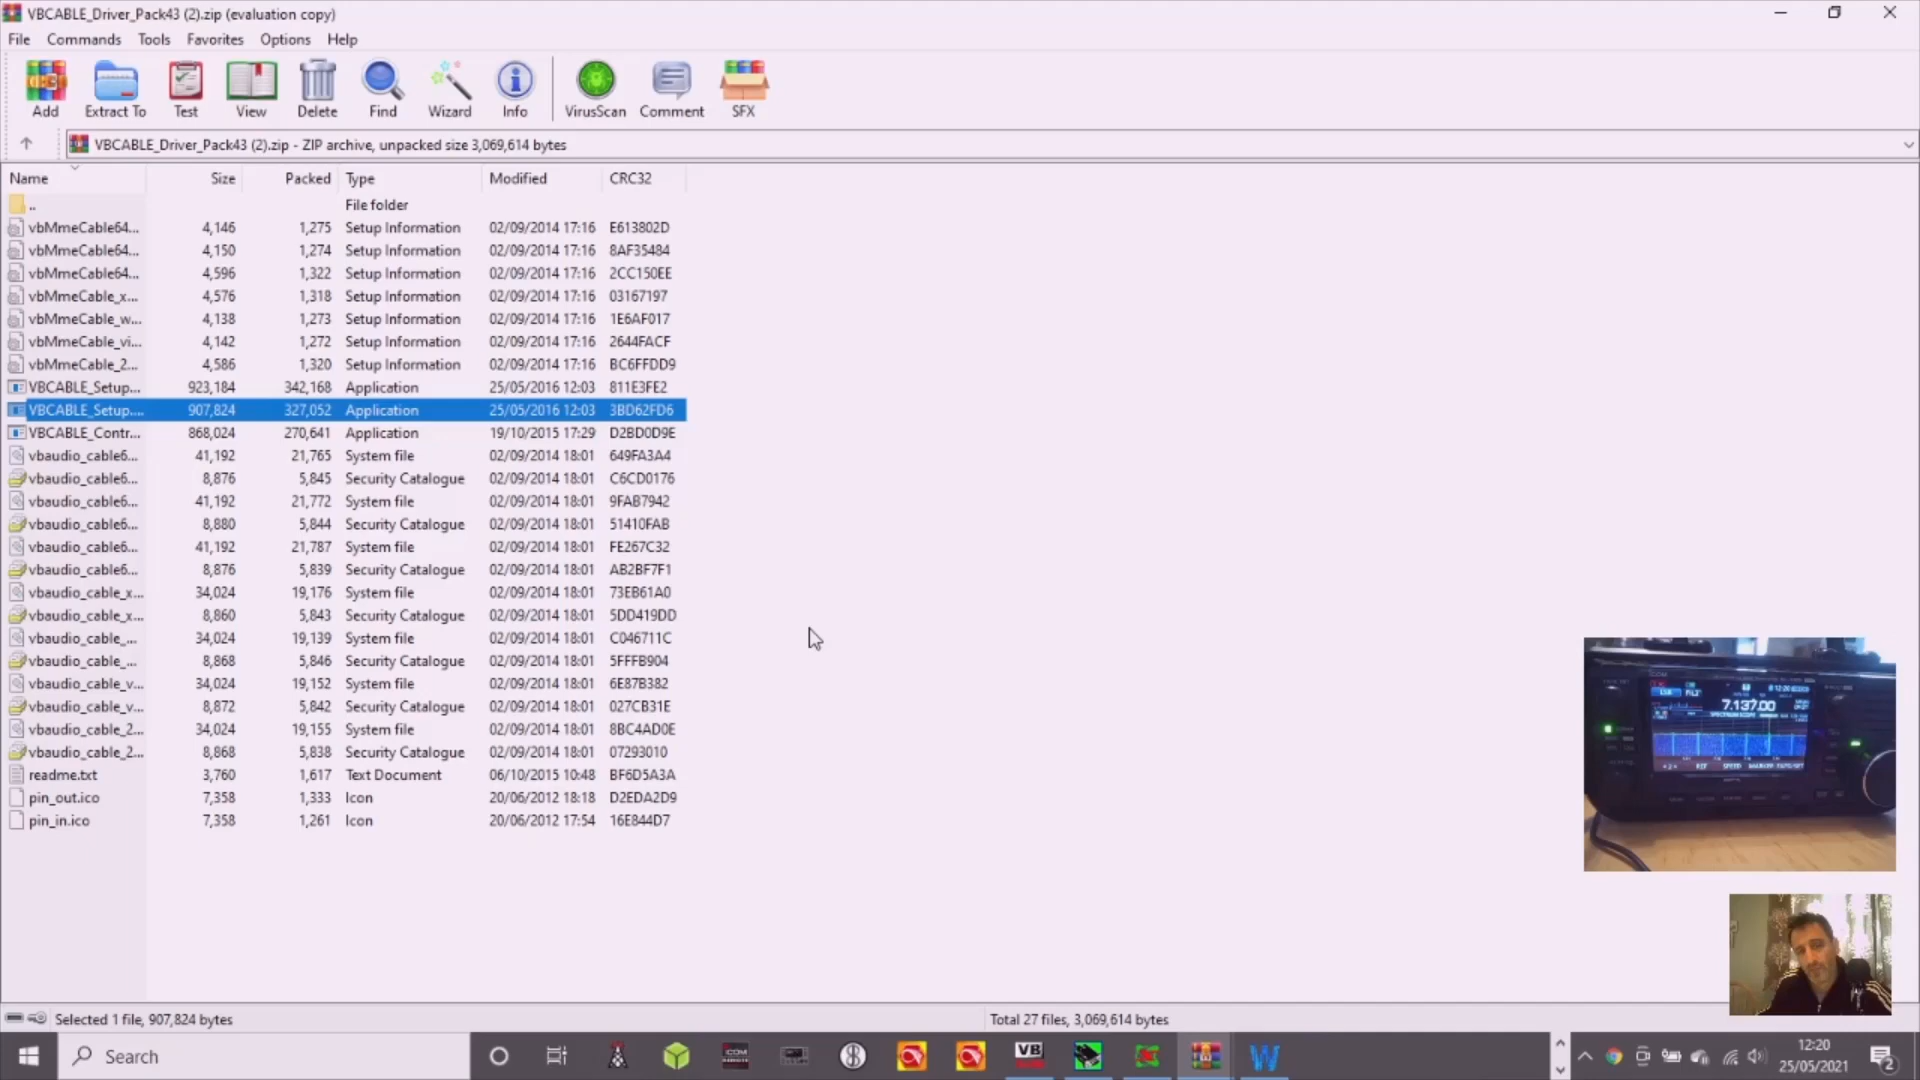 VBCABLE_Driver_Pack43 (2).zip (evaluation copy)
File Commands Tools Favorites Options Help
Add Extract To Test View Delete Find Wizard Info VirusScan Comment SFX
VBCABLE_Driver_Pack43 (2).zip - ZIP archive, unpacked size 3,069,614 bytes
Name Size Packed Type Modified CRC32
.. File folder
vbMmeCable64... 4,146 1,275 Setup Information 02/09/2014 17:16 E613802D
vbMmeCable64... 4,150 1,274 Setup Information 02/09/2014 17:16 8AF35484
vbMmeCable64... 4,596 1,322 Setup Information 02/09/2014 17:16 2CC150EE
vbMmeCable_x... 4,576 1,318 Setup Information 02/09/2014 17:16 03167197
vbMmeCable_w... 4,138 1,273 Setup Information 02/09/2014 17:16 1E6AF017
vbMmeCable_vi... 4,142 1,272 Setup Information 02/09/2014 17:16 2644FACF
vbMmeCable_2... 4,586 1,320 Setup Information 02/09/2014 17:16 BC6FFDD9
VBCABLE_Setup... 923,184 342,168 Application 25/05/2016 12:03 811E3FE2
VBCABLE_Setup.... 907,824 327,052 Application 25/05/2016 12:03 3BD62FD6
VBCABLE_Contr... 868,024 270,641 Application 19/10/2015 17:29 D2BD0D9E
vbaudio_cable6... 41,192 21,765 System file 02/09/2014 18:01 649FA3A4
vbaudio_cable6... 8,876 5,845 Security Catalogue 02/09/2014 18:01 C6CD0176
vbaudio_cable6... 41,192 21,772 System file 02/09/2014 18:01 9FAB7942
vbaudio_cable6... 8,880 5,844 Security Catalogue 02/09/2014 18:01 51410FAB
vbaudio_cable6... 41,192 21,787 System file 02/09/2014 18:01 FE267C32
vbaudio_cable6... 8,876 5,839 Security Catalogue 02/09/2014 18:01 AB2BF7F1
vbaudio_cable_x... 34,024 19,176 System file 02/09/2014 18:01 73EB61A0
vbaudio_cable_x... 8,860 5,843 Security Catalogue 02/09/2014 18:01 5DD419DD
vbaudio_cable_... 34,024 19,139 System file 02/09/2014 18:01 C046711C
vbaudio_cable_... 8,868 5,846 Security Catalogue 02/09/2014 18:01 5FFFB904
vbaudio_cable_v... 34,024 19,152 System file 02/09/2014 18:01 6E87B382
vbaudio_cable_v... 8,872 5,842 Security Catalogue 02/09/2014 18:01 027CB31E
vbaudio_cable_2... 34,024 19,155 System file 02/09/2014 18:01 8BC4AD0E
vbaudio_cable_2... 8,868 5,838 Security Catalogue 02/09/2014 18:01 07293010
readme.txt 3,760 1,617 Text Document 06/10/2015 10:48 BF6D5A3A
pin_out.ico 7,358 1,333 Icon 20/06/2012 18:18 D2EDA2D9
pin_in.ico 7,358 1,261 Icon 20/06/2012 17:54 16E844D7
7.137.00
Selected 1 file, 907,824 bytes
Total 27 files, 3,069,614 bytes
Search
VB
12:20
25/05/2021
2